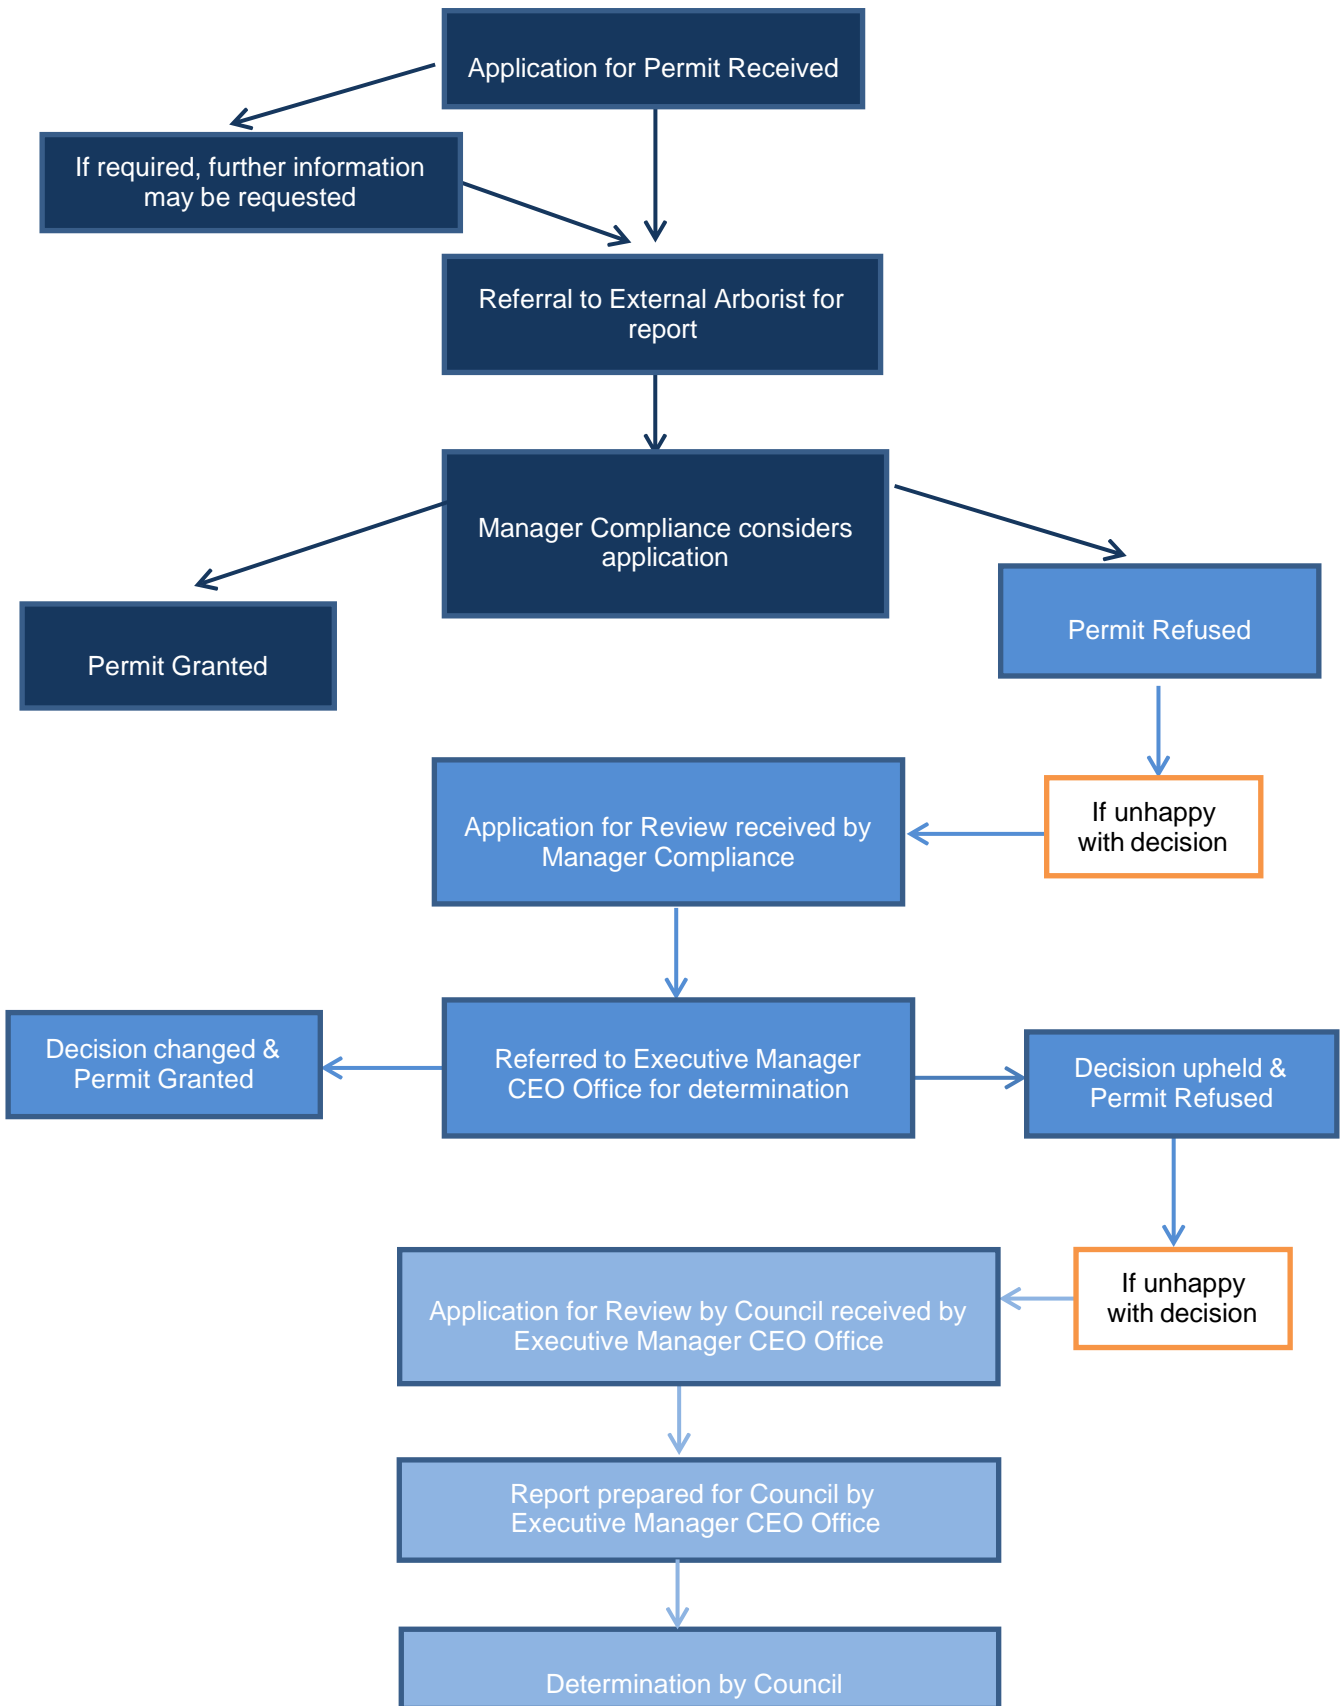 Application for Permit Received
If required, further information
may be requested
Referral to External Arborist for
report
Manager Compliance considers
application
Permit Refused
Permit Granted
If unhappy
with decision
Application for Review received by
Manager Compliance
Decision changed &
Permit Granted
Referred to Executive Manager
CEO Office for determination
Decision upheld &
Permit Refused
If unhappy
with decision
Application for Review by Council received by
Executive Manager CEO Office
Report prepared for Council by
Executive Manager CEO Office
Determination by Council